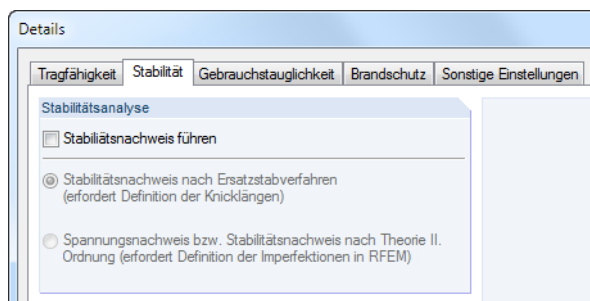 Details
Tragfähigkeit Stabilität Gebrauchstauglichkeit Brandschutz Sonstige Einstellungen
Stabilitätsanalyse
Stabiliätsnachweis führen
Stabilitätsnachweis nach Ersatzstabverfahren
(erfordert Definition der Knicklängen)
Spannungsnachweis bzw. Stabilitätsnachweis nach Theorie II.
Ordnung (erfordert Definition der Imperfektionen in RFEM)